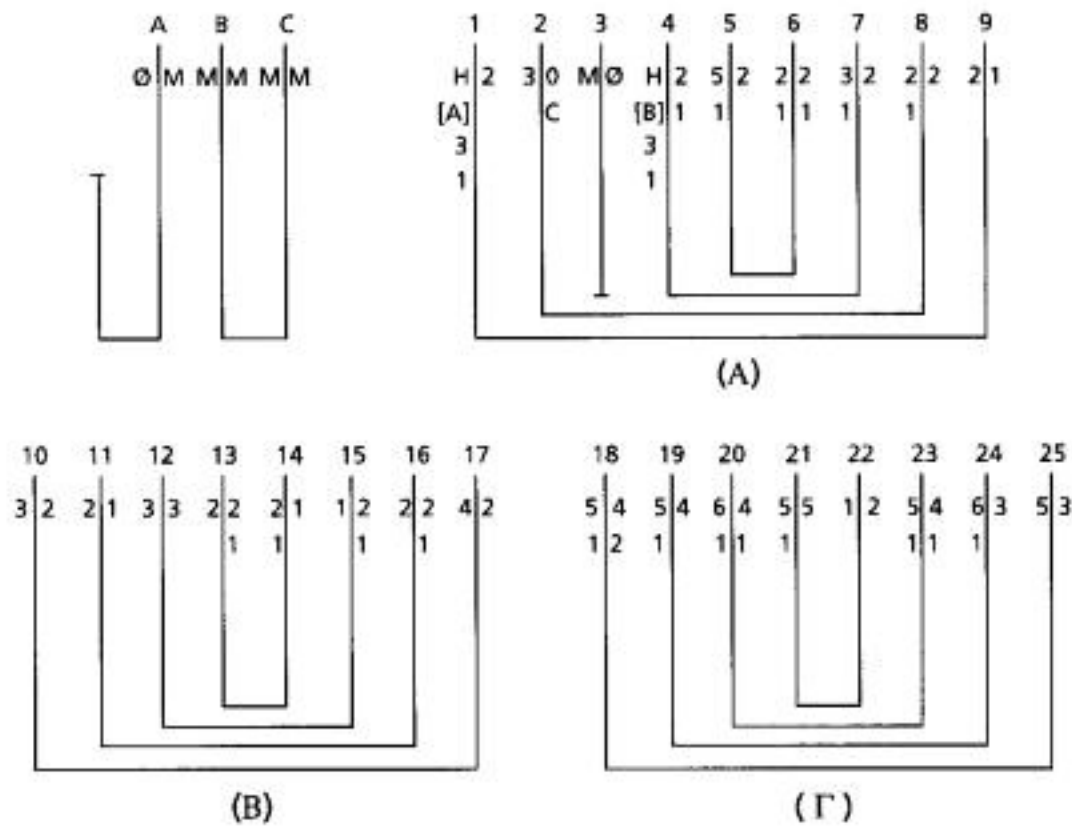 A B C 1 2 3 4 5 6 7 8 9
Ø M M M M M H 2 3 0 M Ø H 2 5 2 2 2 3 2 2 2 2 1
[A] C [B] 1 1 1 1 1 1
3 3
1 1
(A)
10 11 12 13 14 15 16 17 18 19 20 21 22 23 24 25
3 2 2 1 3 3 2 2 2 1 1 2 2 2 4 2 5 4 5 4 6 4 5 5 1 2 5 4 6 3 5 3
1 1 1 1 1 2 1 1 1 1 1 1 1
(B) (Γ)